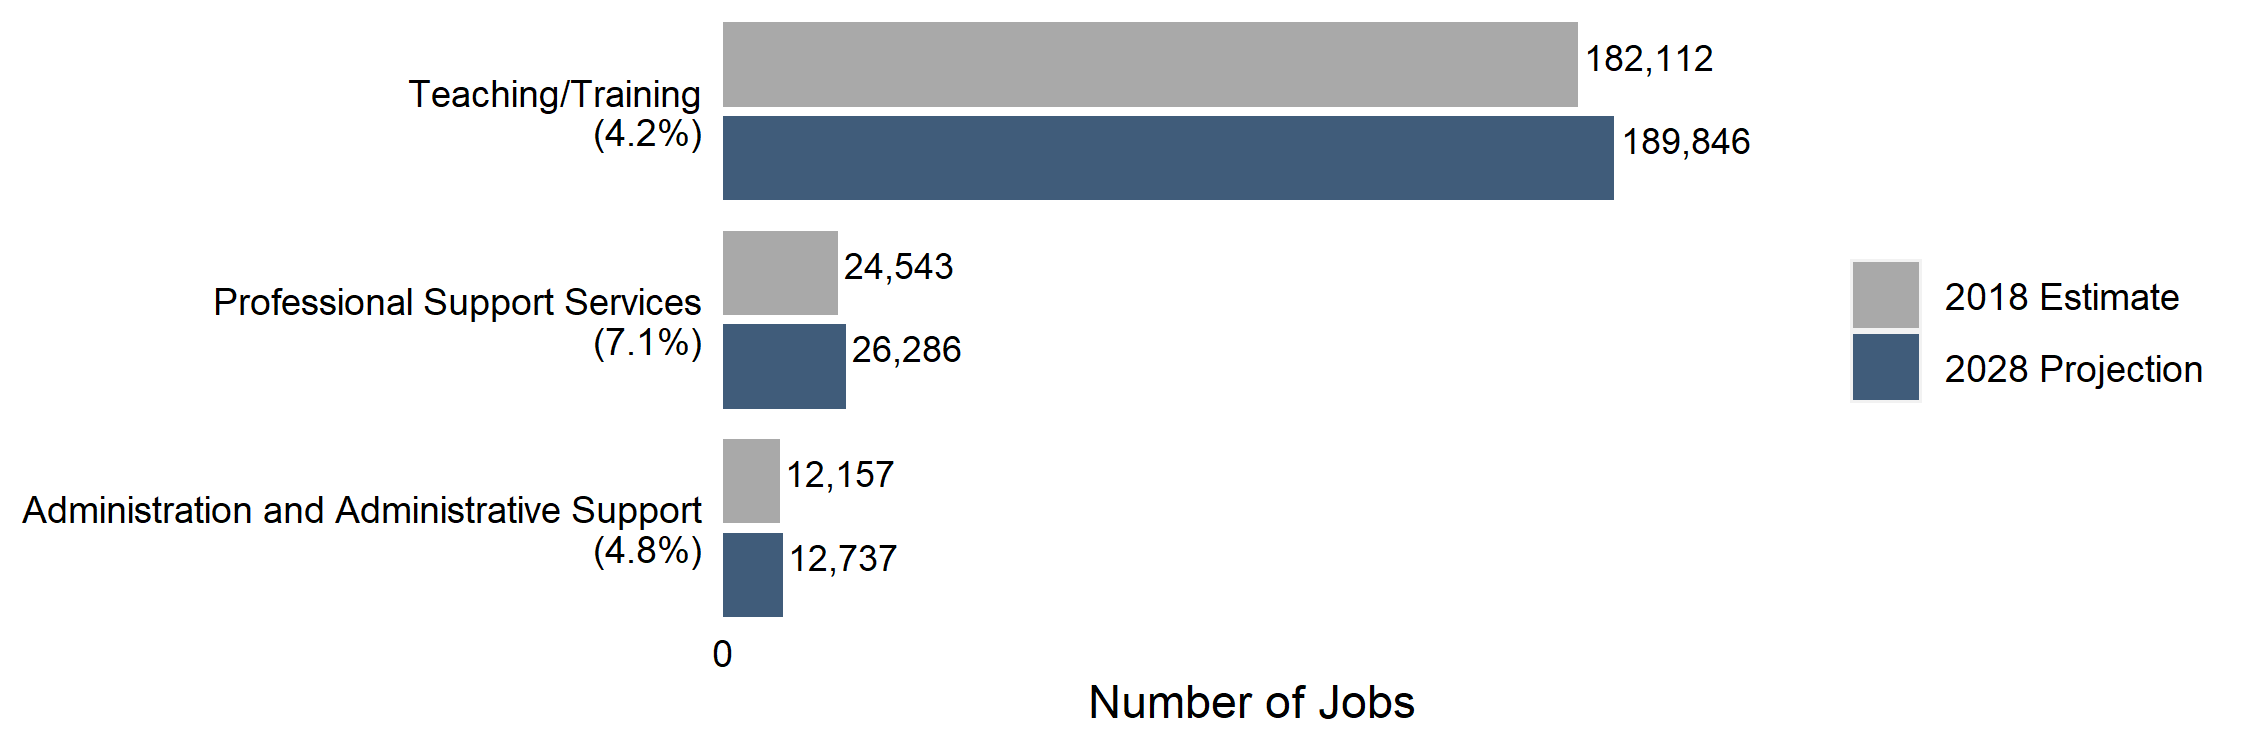 Teaching/Training
(4.2%)
182,112
189,846
Professional Support Services
(7.1%)
24,543
26,286
Administration and Administrative Support
(4.8%)
12,157
12,737
0
Number of Jobs
2018 Estimate
2028 Projection